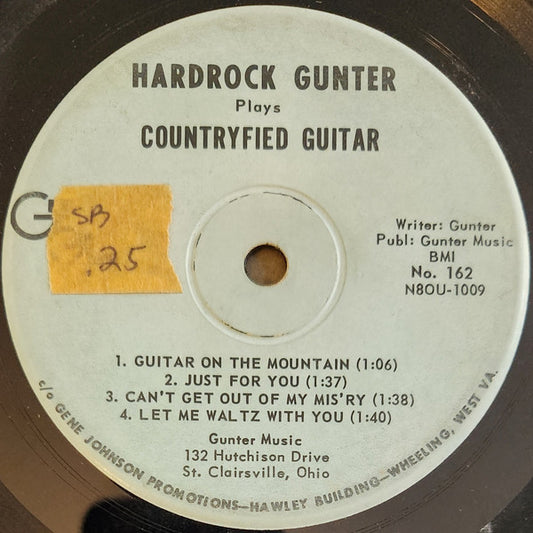 HARDROCK GUNTER
Plays
COUNTRYFIED GUITAR
G
SB
.25
Writer: Gunter
Publ: Gunter Music
BMI
No. 162
N8OU-1009
1. GUITAR ON THE MOUNTAIN (1:06)
2. JUST FOR YOU (1:37)
3. CAN'T GET OUT OF MY MIS'RY (1:38)
4. LET ME WALTZ WITH YOU (1:40)
Gunter Music
132 Hutchison Drive
St. Clairsville, Ohio
c/o GENE JOHNSON PROMOTIONS—HAWLEY BUILDING—WHEELING, WEST VA.